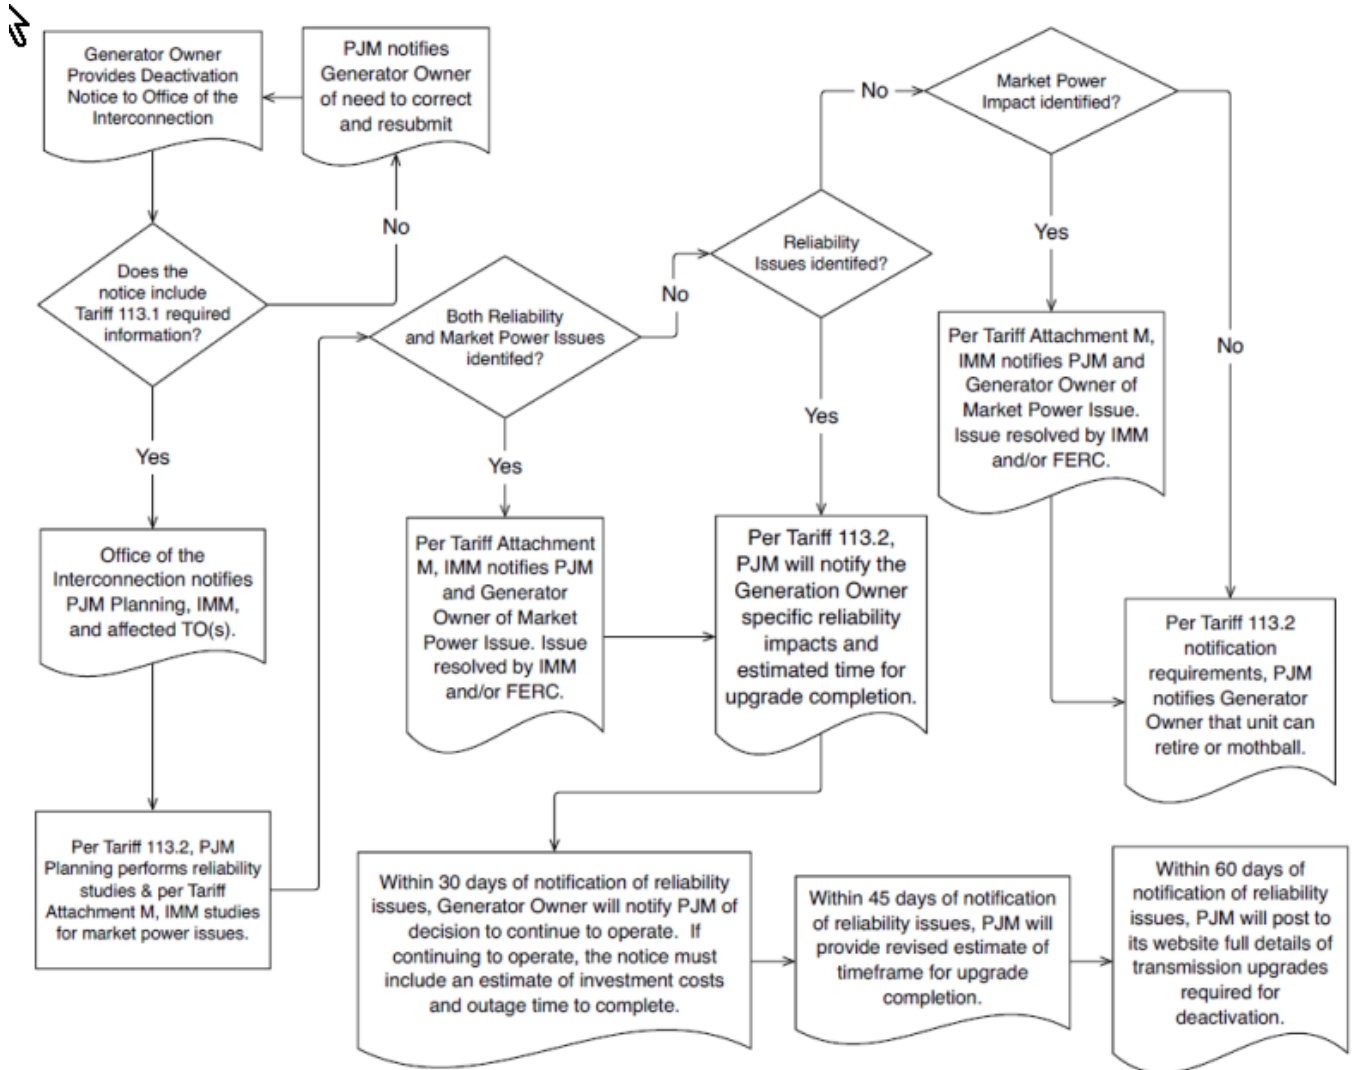 Generator Owner
Provides Deactivation
Notice to Office of the
Interconnection
PJM notifies
Generator Owner
of need to correct
and resubmit
No
Does the
notice include
Tariff 113.1 required
information?
Yes
Office of the
Interconnection notifies
PJM Planning, IMM,
and affected TO(s).
Per Tariff 113.2, PJM
Planning performs reliability
studies & per Tariff
Attachment M, IMM studies
for market power issues.
Both Reliability
and Market Power Issues
identifed?
No
Yes
Per Tariff Attachment
M, IMM notifies PJM
and Generator
Owner of Market
Power Issue. Issue
resolved by IMM
and/or FERC.
Reliability
Issues identifed?
No
Yes
Per Tariff 113.2,
PJM will notify the
Generation Owner
specific reliability
impacts and
estimated time for
upgrade completion.
Market Power
Impact identified?
Yes
No
Per Tariff Attachment M,
IMM notifies PJM and
Generator Owner of
Market Power Issue.
Issue resolved by IMM
and/or FERC.
Per Tariff 113.2
notification
requirements, PJM
notifies Generator
Owner that unit can
retire or mothball.
Within 30 days of notification of reliability
issues, Generator Owner will notify PJM of
decision to continue to operate.  If
continuing to operate, the notice must
include an estimate of investment costs
and outage time to complete.
Within 45 days of notification
of reliability issues, PJM will
provide revised estimate of
timeframe for upgrade
completion.
Within 60 days of
notification of reliability
issues, PJM will post to
its website full details of
transmission upgrades
required for
deactivation.